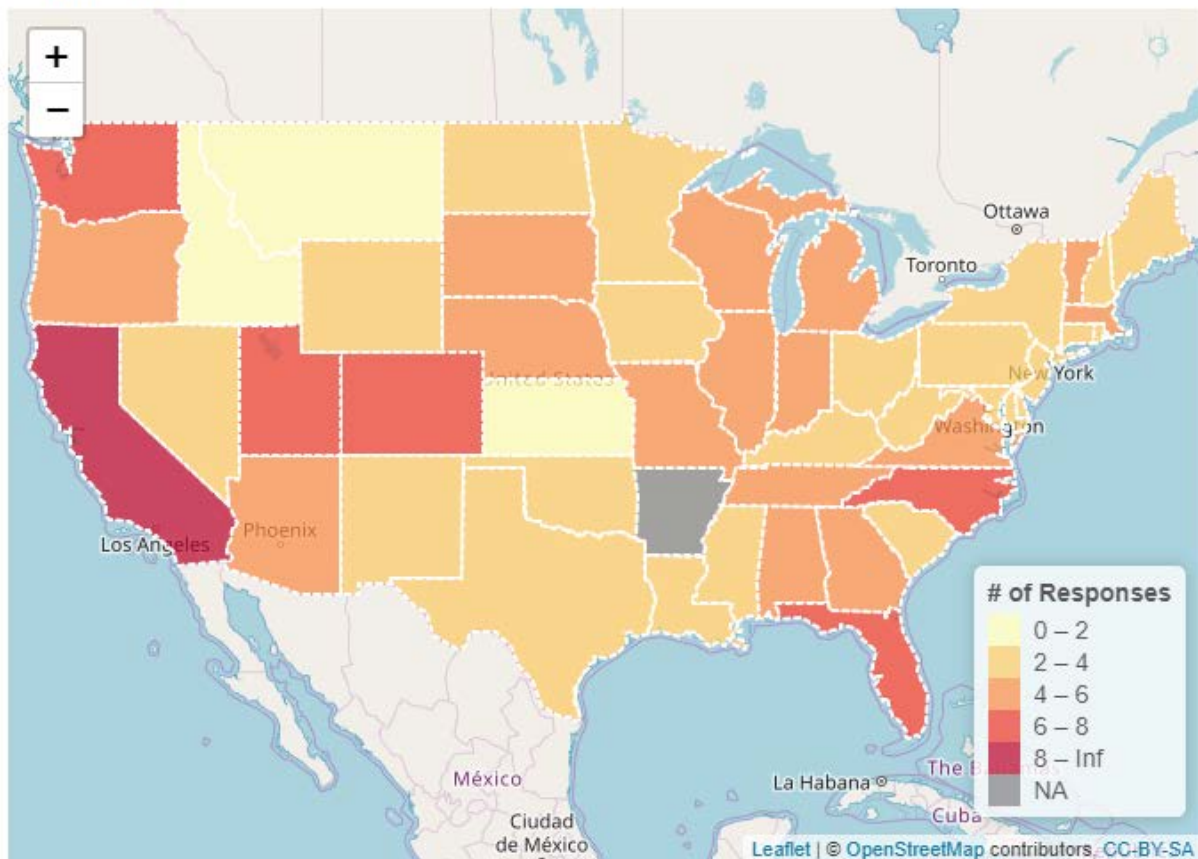 +
−
Ottawa
Toronto
United States
New York
Washington
Phoenix
Los Angeles
# of Responses
0 – 2
2 – 4
4 – 6
6 – 8
8 – Inf
NA
México
La Habana
The Bahamas
Cuba
Ciudad
de México
Leaflet | © OpenStreetMap contributors, CC-BY-SA